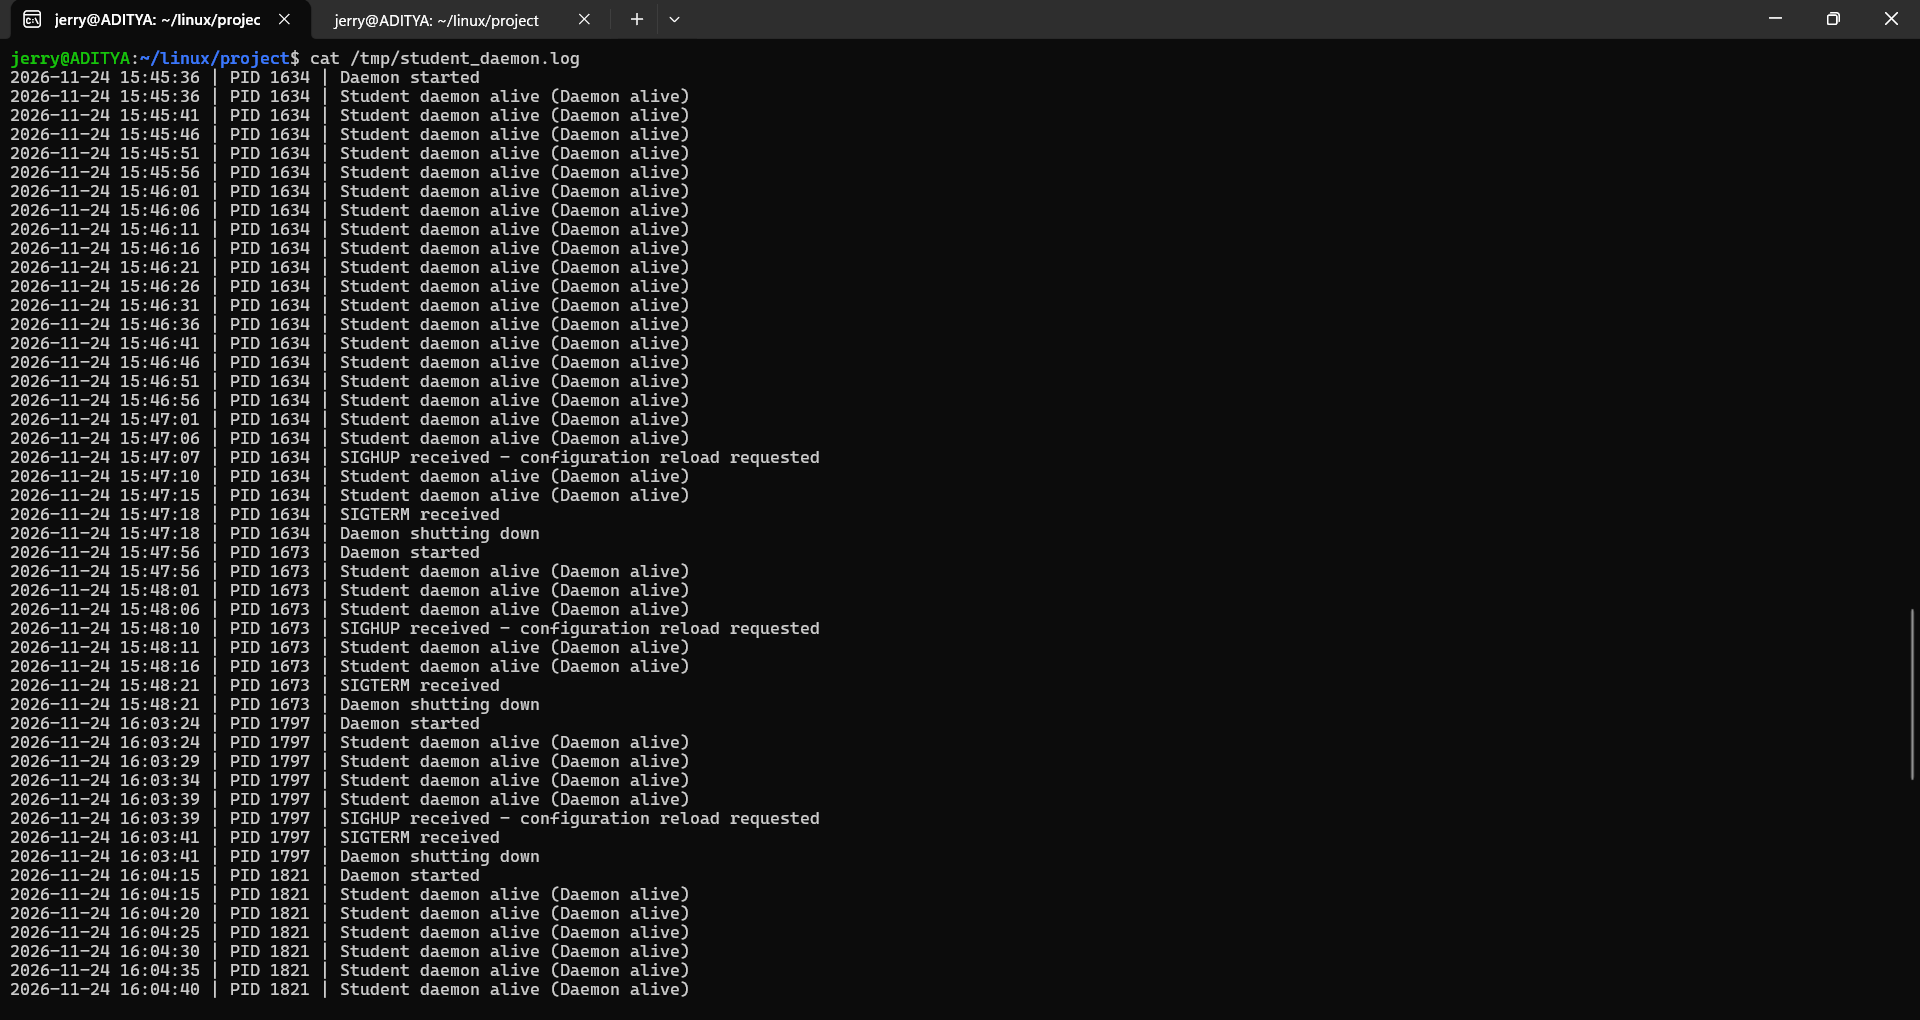 jerry@ADITYA: ~/linux/projec
jerry@ADITYA: ~/linux/project
jerry@ADITYA:~/linux/project$ cat /tmp/student_daemon.log
2026-11-24 15:45:36 | PID 1634 | Daemon started
2026-11-24 15:45:36 | PID 1634 | Student daemon alive (Daemon alive)
2026-11-24 15:45:41 | PID 1634 | Student daemon alive (Daemon alive)
2026-11-24 15:45:46 | PID 1634 | Student daemon alive (Daemon alive)
2026-11-24 15:45:51 | PID 1634 | Student daemon alive (Daemon alive)
2026-11-24 15:45:56 | PID 1634 | Student daemon alive (Daemon alive)
2026-11-24 15:46:01 | PID 1634 | Student daemon alive (Daemon alive)
2026-11-24 15:46:06 | PID 1634 | Student daemon alive (Daemon alive)
2026-11-24 15:46:11 | PID 1634 | Student daemon alive (Daemon alive)
2026-11-24 15:46:16 | PID 1634 | Student daemon alive (Daemon alive)
2026-11-24 15:46:21 | PID 1634 | Student daemon alive (Daemon alive)
2026-11-24 15:46:26 | PID 1634 | Student daemon alive (Daemon alive)
2026-11-24 15:46:31 | PID 1634 | Student daemon alive (Daemon alive)
2026-11-24 15:46:36 | PID 1634 | Student daemon alive (Daemon alive)
2026-11-24 15:46:41 | PID 1634 | Student daemon alive (Daemon alive)
2026-11-24 15:46:46 | PID 1634 | Student daemon alive (Daemon alive)
2026-11-24 15:46:51 | PID 1634 | Student daemon alive (Daemon alive)
2026-11-24 15:46:56 | PID 1634 | Student daemon alive (Daemon alive)
2026-11-24 15:47:01 | PID 1634 | Student daemon alive (Daemon alive)
2026-11-24 15:47:06 | PID 1634 | Student daemon alive (Daemon alive)
2026-11-24 15:47:07 | PID 1634 | SIGHUP received - configuration reload requested
2026-11-24 15:47:10 | PID 1634 | Student daemon alive (Daemon alive)
2026-11-24 15:47:15 | PID 1634 | Student daemon alive (Daemon alive)
2026-11-24 15:47:18 | PID 1634 | SIGTERM received
2026-11-24 15:47:18 | PID 1634 | Daemon shutting down
2026-11-24 15:47:56 | PID 1673 | Daemon started
2026-11-24 15:47:56 | PID 1673 | Student daemon alive (Daemon alive)
2026-11-24 15:48:01 | PID 1673 | Student daemon alive (Daemon alive)
2026-11-24 15:48:06 | PID 1673 | Student daemon alive (Daemon alive)
2026-11-24 15:48:10 | PID 1673 | SIGHUP received - configuration reload requested
2026-11-24 15:48:11 | PID 1673 | Student daemon alive (Daemon alive)
2026-11-24 15:48:16 | PID 1673 | Student daemon alive (Daemon alive)
2026-11-24 15:48:21 | PID 1673 | SIGTERM received
2026-11-24 15:48:21 | PID 1673 | Daemon shutting down
2026-11-24 16:03:24 | PID 1797 | Daemon started
2026-11-24 16:03:24 | PID 1797 | Student daemon alive (Daemon alive)
2026-11-24 16:03:29 | PID 1797 | Student daemon alive (Daemon alive)
2026-11-24 16:03:34 | PID 1797 | Student daemon alive (Daemon alive)
2026-11-24 16:03:39 | PID 1797 | Student daemon alive (Daemon alive)
2026-11-24 16:03:39 | PID 1797 | SIGHUP received - configuration reload requested
2026-11-24 16:03:41 | PID 1797 | SIGTERM received
2026-11-24 16:03:41 | PID 1797 | Daemon shutting down
2026-11-24 16:04:15 | PID 1821 | Daemon started
2026-11-24 16:04:15 | PID 1821 | Student daemon alive (Daemon alive)
2026-11-24 16:04:20 | PID 1821 | Student daemon alive (Daemon alive)
2026-11-24 16:04:25 | PID 1821 | Student daemon alive (Daemon alive)
2026-11-24 16:04:30 | PID 1821 | Student daemon alive (Daemon alive)
2026-11-24 16:04:35 | PID 1821 | Student daemon alive (Daemon alive)
2026-11-24 16:04:40 | PID 1821 | Student daemon alive (Daemon alive)